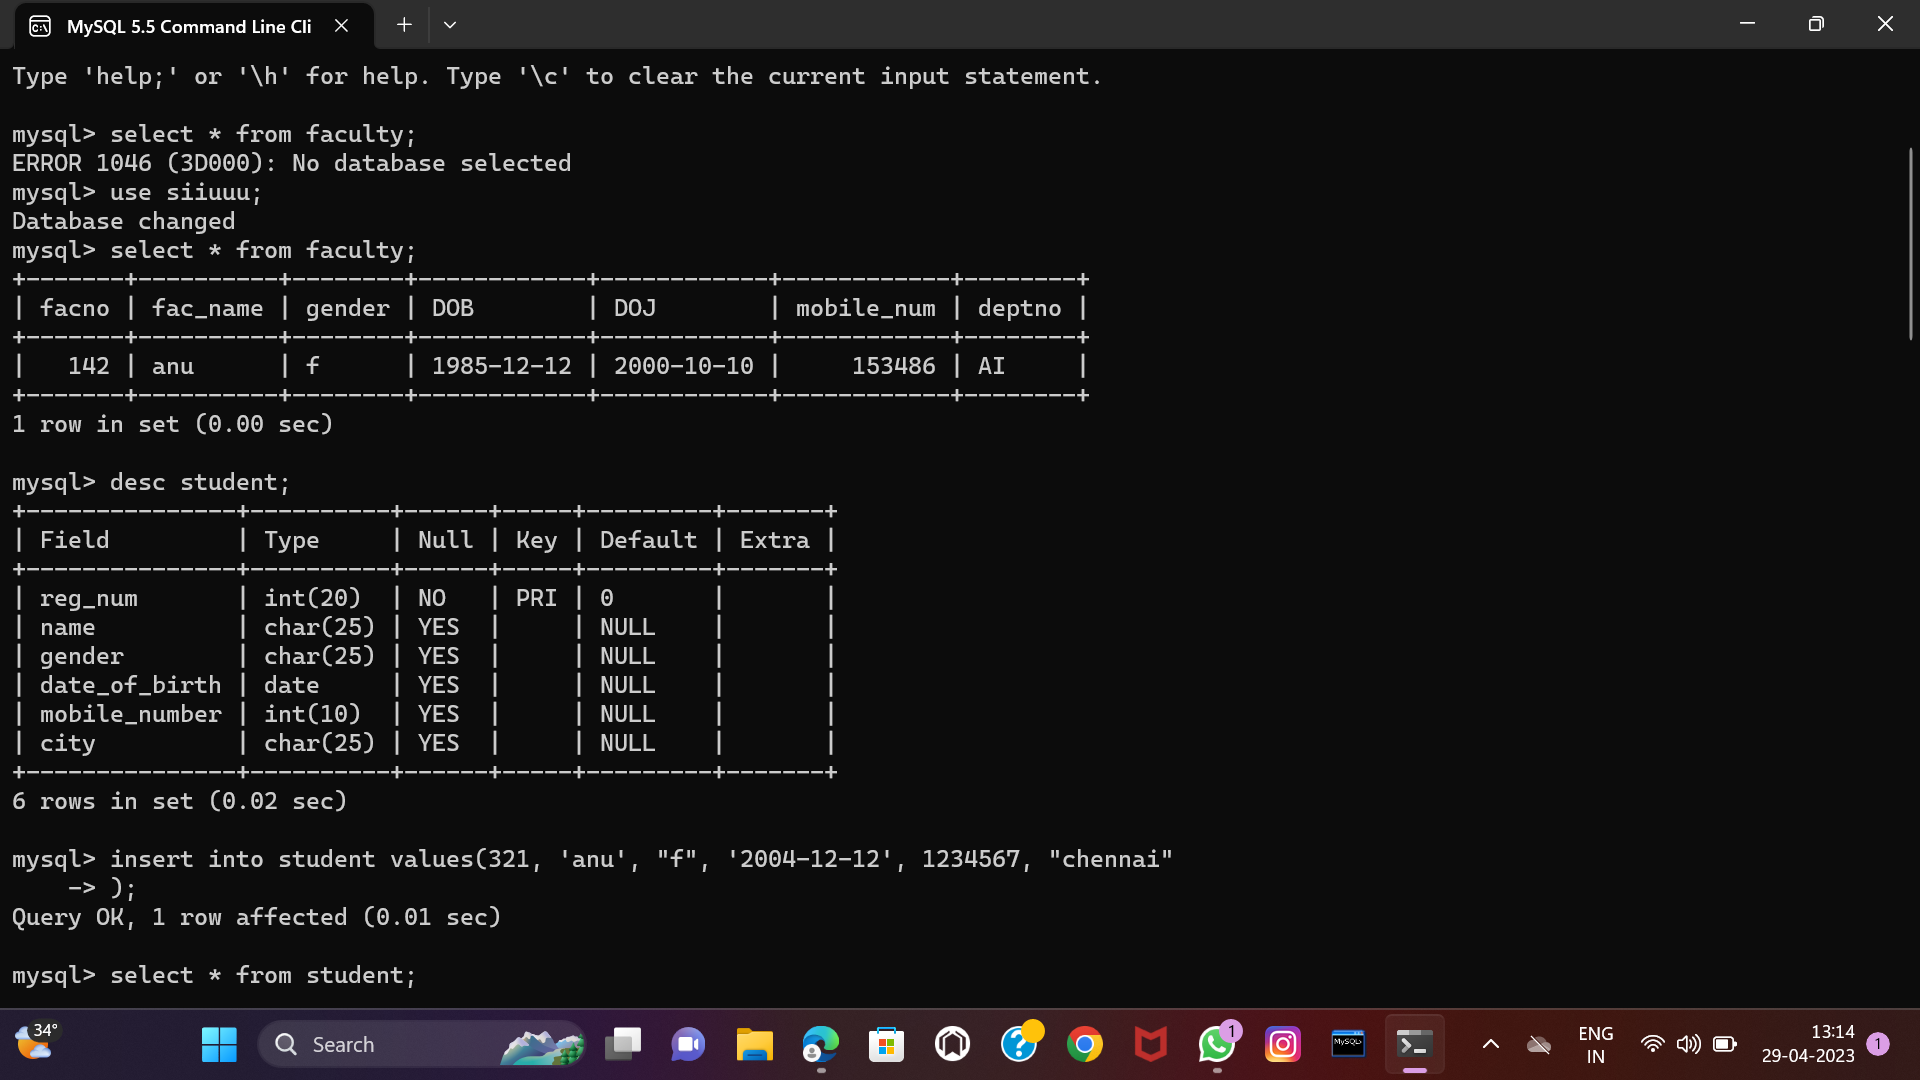 MySQL 5.5 Command Line Cli
Type 'help;' or '\h' for help. Type '\c' to clear the current input statement.
mysql> select * from faculty;
ERROR 1046 (3D000): No database selected
mysql> use siiuuu;
Database changed
mysql> select * from faculty;
+-------+----------+--------+------------+------------+------------+--------+
| facno | fac_name | gender | DOB        | DOJ        | mobile_num | deptno |
+-------+----------+--------+------------+------------+------------+--------+
|   142 | anu      | f      | 1985-12-12 | 2000-10-10 |     153486 | AI     |
+-------+----------+--------+------------+------------+------------+--------+
1 row in set (0.00 sec)
mysql> desc student;
+---------------+----------+------+-----+---------+-------+
| Field         | Type     | Null | Key | Default | Extra |
+---------------+----------+------+-----+---------+-------+
| reg_num       | int(20)  | NO   | PRI | 0       |       |
| name          | char(25) | YES  |     | NULL    |       |
| gender        | char(25) | YES  |     | NULL    |       |
| date_of_birth | date     | YES  |     | NULL    |       |
| mobile_number | int(10)  | YES  |     | NULL    |       |
| city          | char(25) | YES  |     | NULL    |       |
+---------------+----------+------+-----+---------+-------+
6 rows in set (0.02 sec)
mysql> insert into student values(321, 'anu', "f", '2004-12-12', 1234567, "chennai"
    -> );
Query OK, 1 row affected (0.01 sec)
mysql> select * from student;
34°
Search
MySQL>
1
ENG
IN
13:14
29-04-2023
1